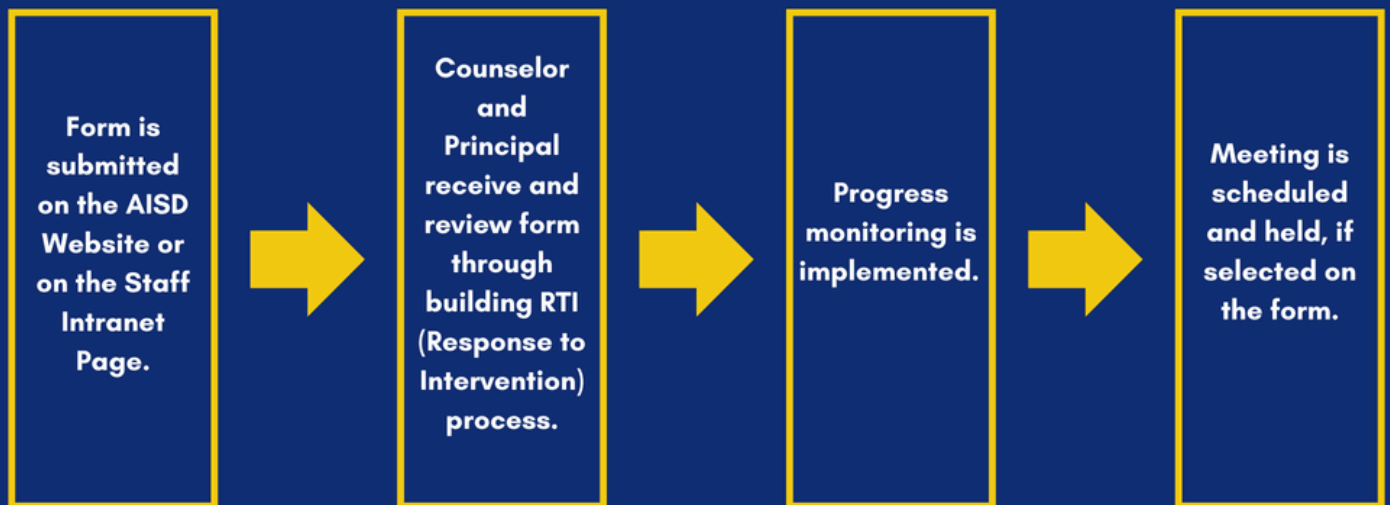 Form is
submitted
on the AISD
Website or
on the Staff
Intranet
Page.
Counselor
and
Principal
receive and
review form
through
building RTI
(Response to
Intervention)
process.
Progress
monitoring is
implemented.
Meeting is
scheduled
and held, if
selected on
the form.